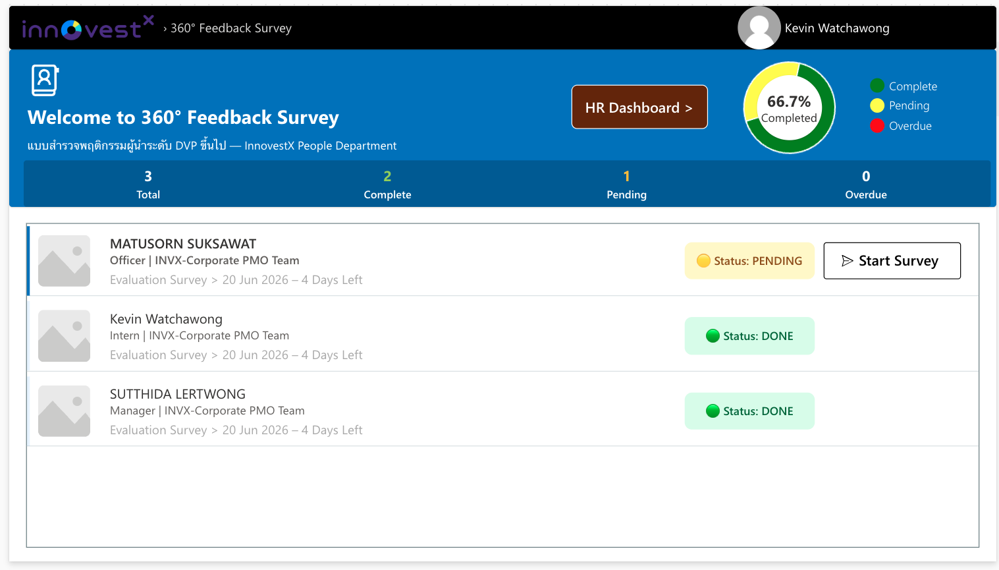 innovestx › 360° Feedback Survey
Kevin Watchawong
Welcome to 360° Feedback Survey
แบบสำรวจพฤติกรรมผู้นำระดับ DVP ขึ้นไป — InnovestX People Department
HR Dashboard >
66.7%
Completed
Complete
Pending
Overdue
3
Total
2
Complete
1
Pending
0
Overdue
MATUSORN SUKSAWAT
Officer | INVX-Corporate PMO Team
Evaluation Survey > 20 Jun 2026 – 4 Days Left
Status: PENDING
Start Survey
Kevin Watchawong
Intern | INVX-Corporate PMO Team
Evaluation Survey > 20 Jun 2026 – 4 Days Left
Status: DONE
SUTTHIDA LERTWONG
Manager | INVX-Corporate PMO Team
Evaluation Survey > 20 Jun 2026 – 4 Days Left
Status: DONE